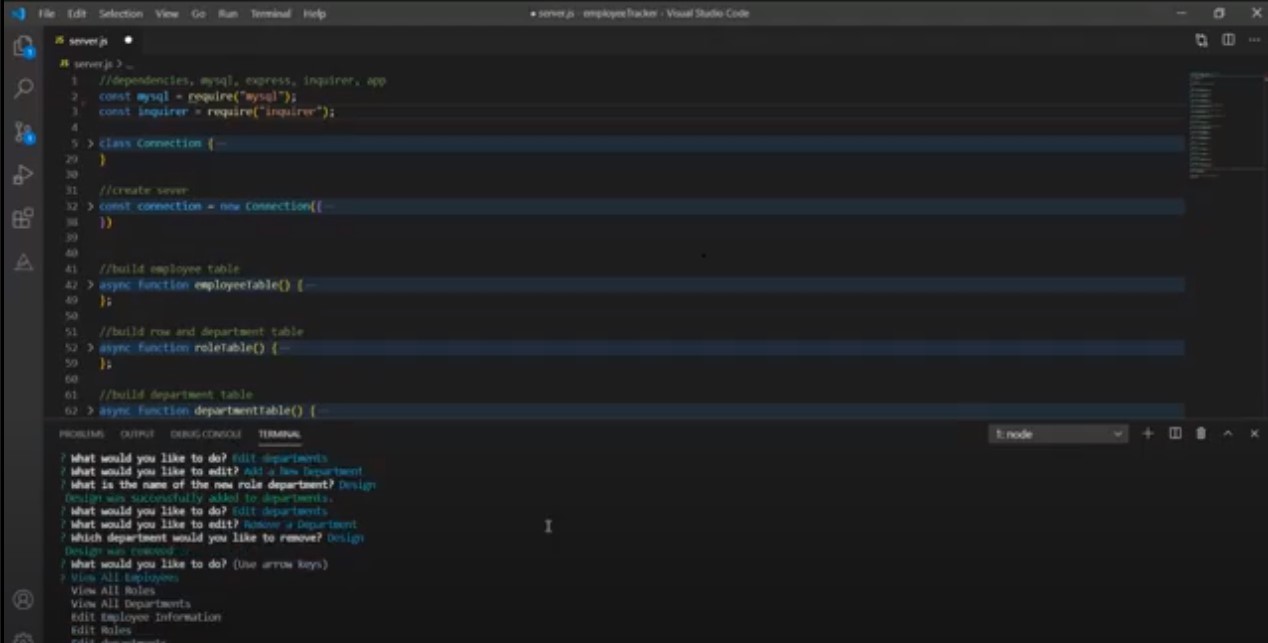 File Edit Selection View Go Run Terminal Help
● server.js - employeeTracker - Visual Studio Code
JS server.js ●
JS server.js > ...
1 //dependencies, mysql, express, inquirer, app
2 const mysql = require("mysql");
3 const inquirer = require("inquirer");
4
5 > class Connection {
29 }
30
31 //create sever
32 > const connection = new Connection({
38 })
39
40
41 //build employee table
42 > async function employeeTable() {
49 };
50
51 //build row and department table
52 > async function roleTable() {
59 };
60
61 //build department table
62 > async function departmentTable() {
PROBLEMS OUTPUT DEBUG CONSOLE TERMINAL
1: node
? What would you like to do? Edit departments
? What would you like to edit? Add a New Department
? What is the name of the new role department? Design
Design was successfully added to departments.
? What would you like to do? Edit departments
? What would you like to edit? Remove a Department
? Which department would you like to remove? Design
Design was removed
? What would you like to do? (Use arrow keys)
> View All Employees
View All Roles
View All Departments
Edit Employee Information
Edit Roles
Edit departments